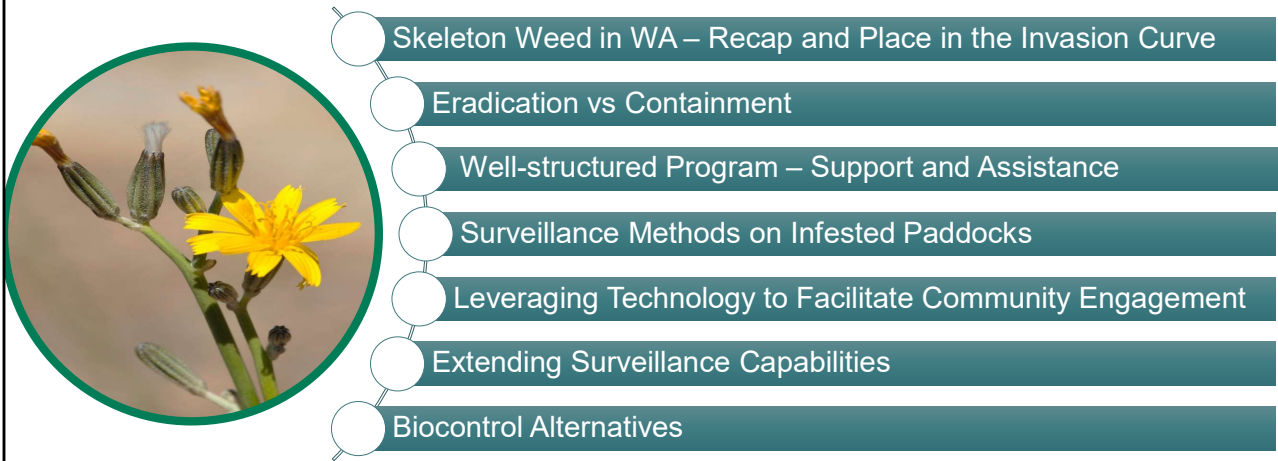 Skeleton Weed in WA – Recap and Place in the Invasion Curve
Eradication vs Containment
Well-structured Program – Support and Assistance
Surveillance Methods on Infested Paddocks
Leveraging Technology to Facilitate Community Engagement
Extending Surveillance Capabilities
Biocontrol Alternatives